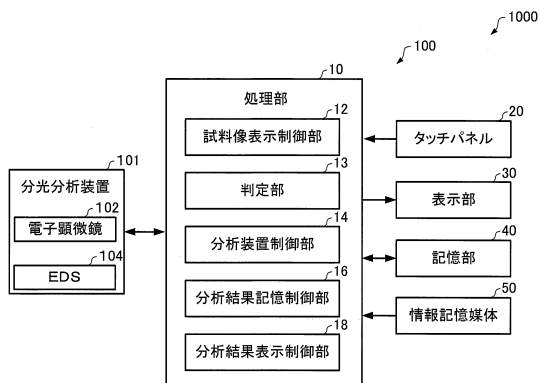 1000
100
10
処理部
12
試料像表示制御部
13
判定部
14
分析装置制御部
16
分析結果記憶制御部
18
分析結果表示制御部
101
分光分析装置
102
電子顕微鏡
104
EDS
20
タッチパネル
30
表示部
40
記憶部
50
情報記憶媒体